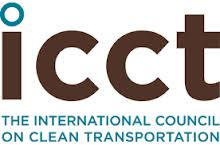 icct
THE INTERNATIONAL COUNCIL
ON CLEAN TRANSPORTATION